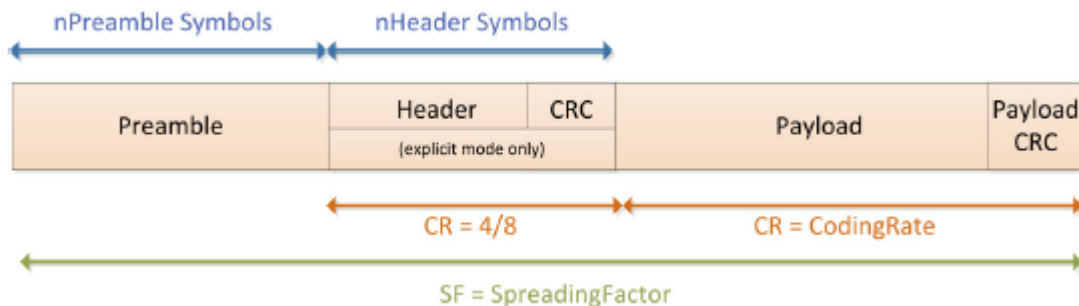 nPreamble Symbols nHeader Symbols
Preamble Header CRC Payload Payload CRC
(explicit mode only)
CR = 4/8 CR = CodingRate
SF = SpreadingFactor